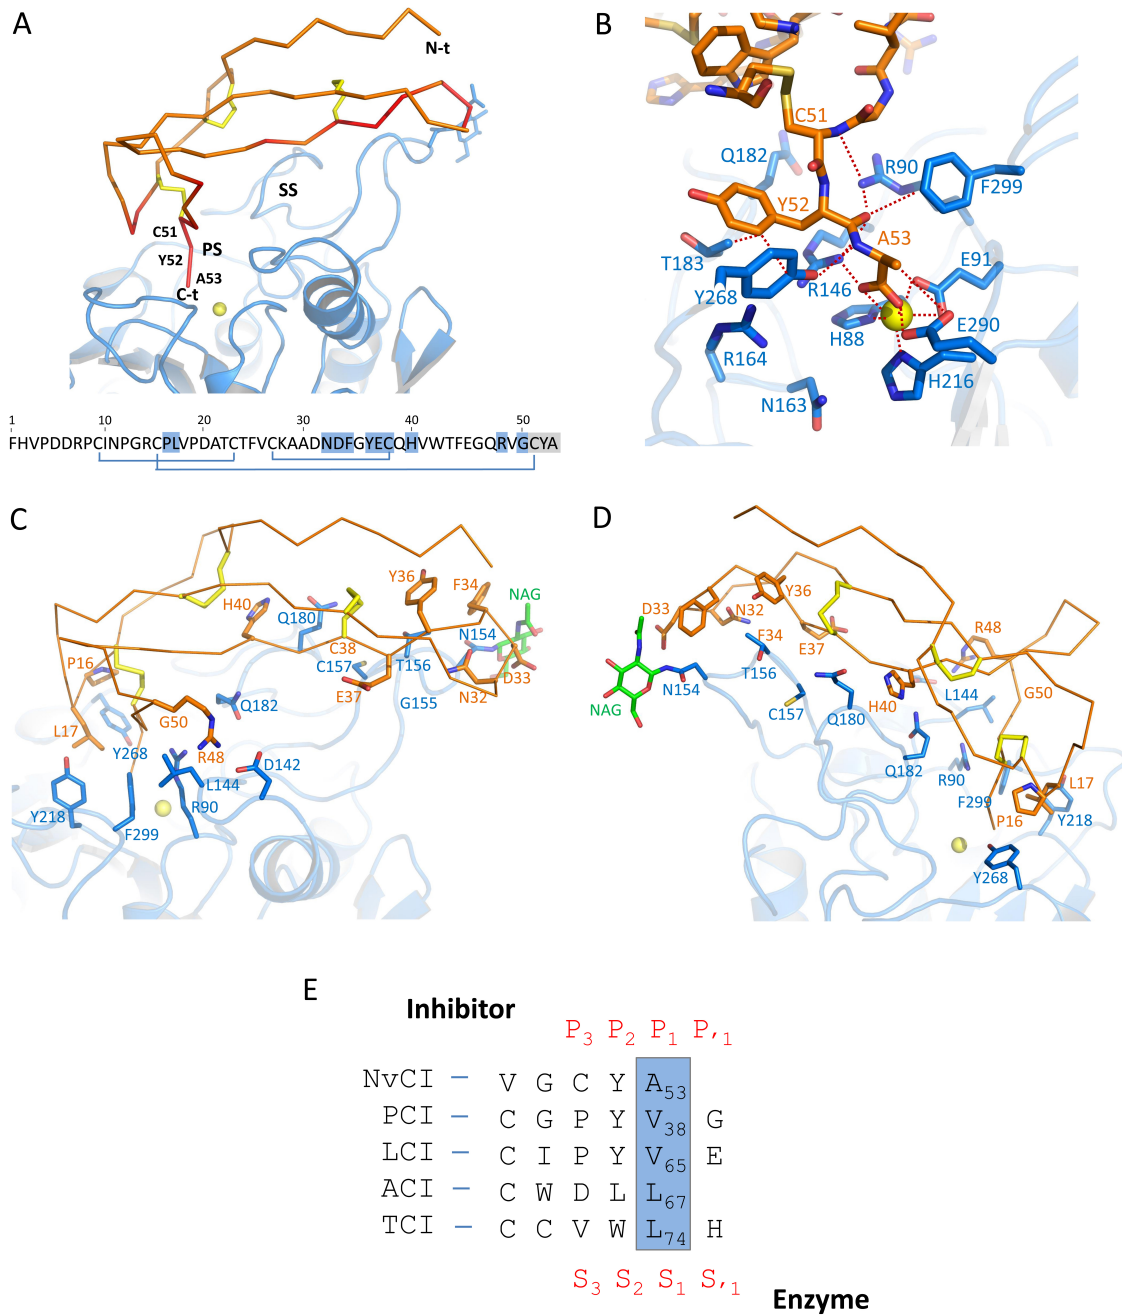 A
N-t
SS
C51
PS
Y52
A53
C-t
1 10 20 30 40 50
FHVPDDRPCINPGRCPLVPDATCTFVCKAADNDFGYECQHVWTFEGQRVGCYA
B
C51
Q182
R90
F299
Y52
A53
E91
T183
Y268
R146
E290
H88
R164
H216
N163
C
Y36
F34
NAG
H40
Q180
N154
C38
P16
C157
T156
D33
E37
N32
G155
Q182
G50
L17
Y268
R48
D142
L144
Y218
R90
F299
D
Y36
D33
N32
R48
F34
E37
T156
L144
G50
N154
H40
NAG
C157
Q180
Q182
R90
L17
F299
P16
Y218
Y268
E
Inhibitor
P3 P2 P1 P'1
NvCI – V G C Y A53
PCI – C G P Y V38 G
LCI – C I P Y V65 E
ACI – C W D L L67
TCI – C C V W L74 H
S3 S2 S1 S'1
Enzyme